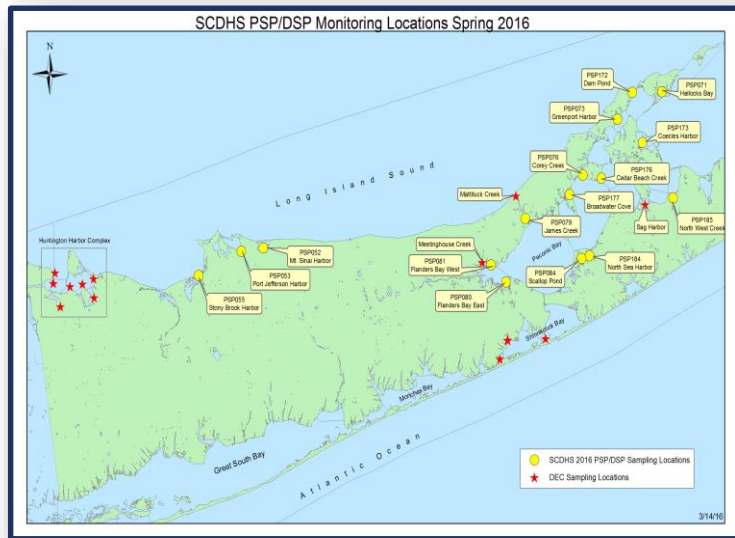 SCDHS PSP/DSP Monitoring Locations Spring 2016
N
PSP172
Dam Pond
PSP071
Hallocks Bay
PSP073
Greenport Harbor
PSP173
Coecles Harbor
PSP076
Corey Creek
PSP176
Cedar Beach Creek
Long Island Sound
Mattituck Creek
PSP177
Broadwater Cove
PSP185
North West Creek
Sag Harbor
PSP079
James Creek
Huntington Harbor Complex
PSP052
Mt. Sinai Harbor
Meetinghouse Creek
Peconic Bay
PSP053
Port Jefferson Harbor
PSP081
Flanders Bay West
PSP084
Scallop Pond
PSP184
North Sea Harbor
PSP055
Stony Brook Harbor
PSP080
Flanders Bay East
Shinnecock Bay
Moriches Bay
Great South Bay
Atlantic Ocean
SCDHS 2016 PSP/DSP Sampling Locations
DEC Sampling Locations
3/14/16